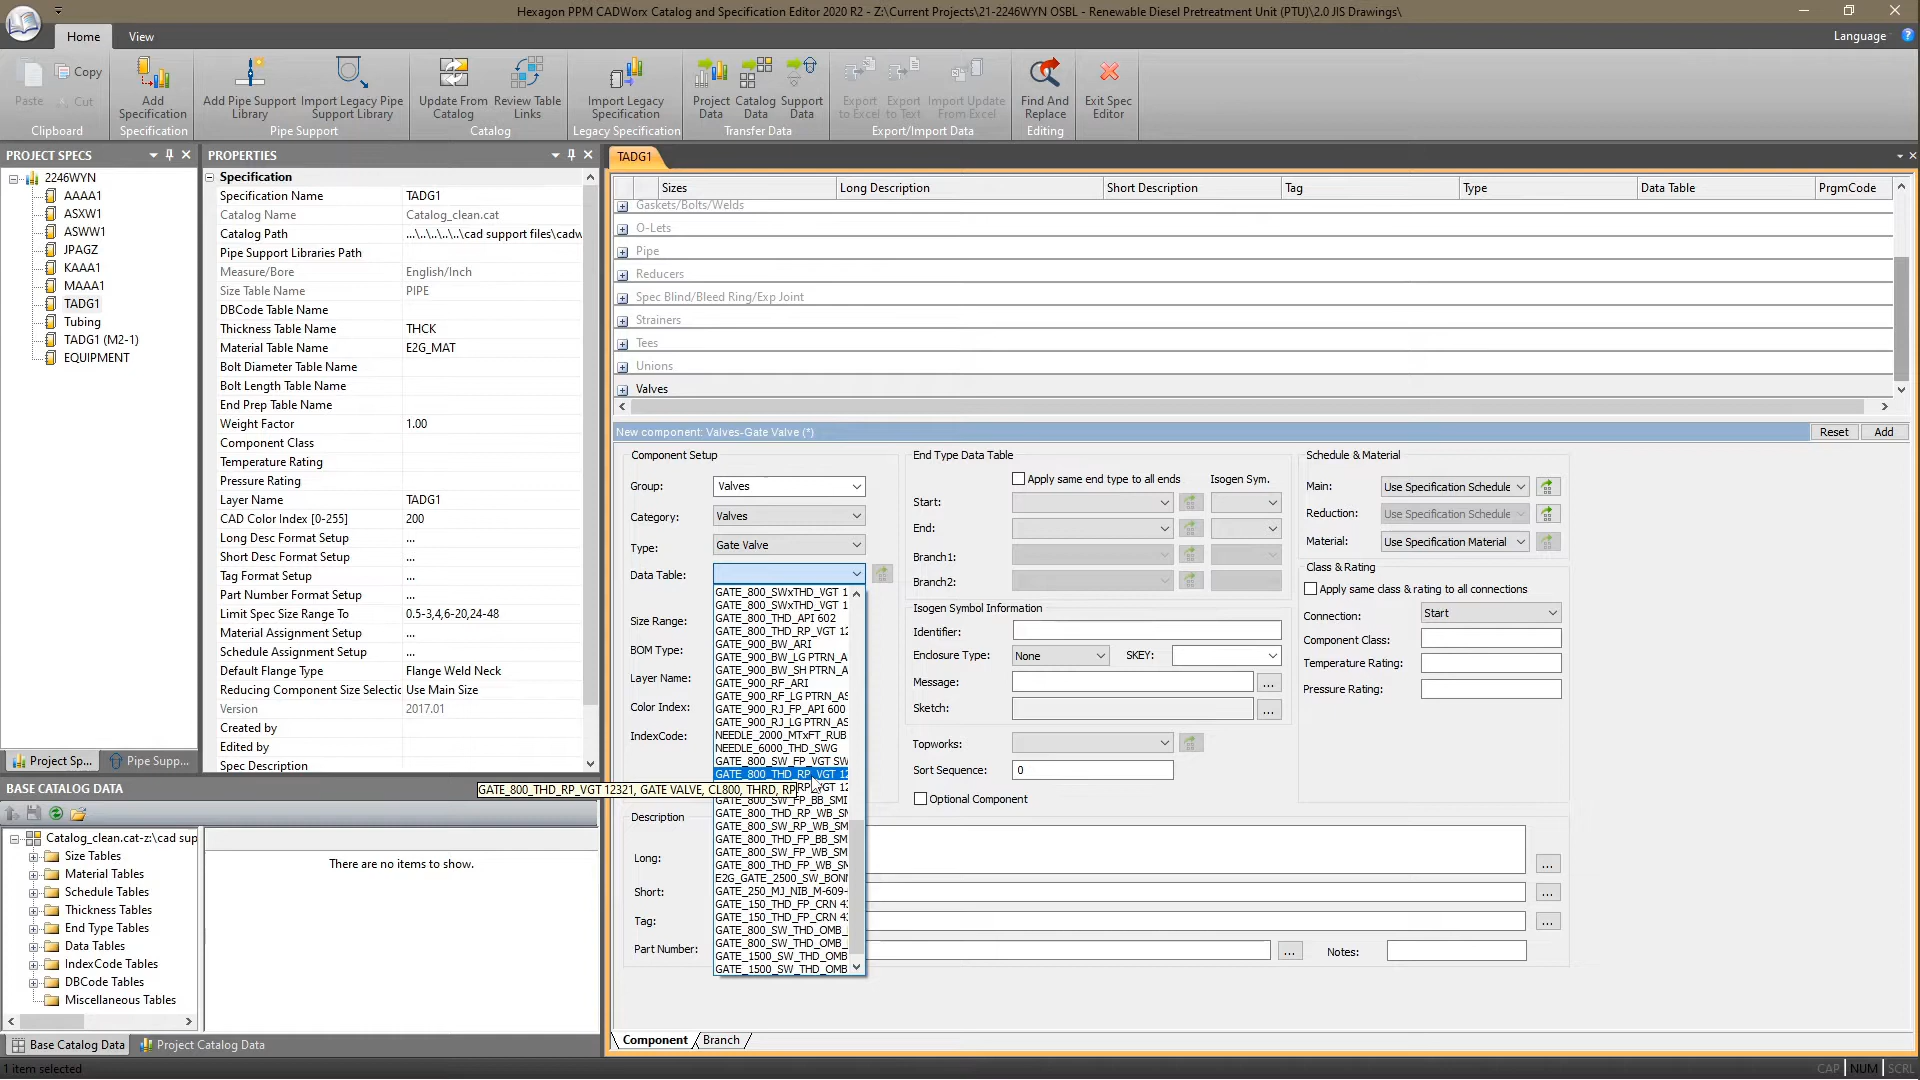 Hexagon PPM CADWorx Catalog and Specification Editor 2020 R2 - Z:\Current Projects\21-2246WYN OSBL - Renewable Diesel Pretreatment Unit (PTU)\2.0 JIS Drawings\
Home View Language
Paste Copy Cut Clipboard
Add Specification Specification
Add Pipe Support Library Import Legacy Pipe Support Library Pipe Support
Update From Catalog Review Table Links Catalog
Import Legacy Specification Legacy Specification
Project Data Catalog Data Support Data Transfer Data
Export to Excel Export to Text Import Update From Excel Export/Import Data
Find And Replace Editing
Exit Spec Editor
PROJECT SPECS
2246WYN
AAAA1
ASXW1
ASWW1
JPAGZ
KAAA1
MAAA1
TADG1
Tubing
TADG1 (M2-1)
EQUIPMENT
Project Sp... Pipe Supp...
PROPERTIES
Specification
Specification Name TADG1
Catalog Name Catalog_clean.cat
Catalog Path ...\..\..\..\..\cad support files\cadw
Pipe Support Libraries Path
Measure/Bore English/Inch
Size Table Name PIPE
DBCode Table Name
Thickness Table Name THCK
Material Table Name E2G_MAT
Bolt Diameter Table Name
Bolt Length Table Name
End Prep Table Name
Weight Factor 1.00
Component Class
Temperature Rating
Pressure Rating
Layer Name TADG1
CAD Color Index [0-255] 200
Long Desc Format Setup ...
Short Desc Format Setup ...
Tag Format Setup ...
Part Number Format Setup ...
Limit Spec Size Range To 0.5-3,4,6-20,24-48
Material Assignment Setup ...
Schedule Assignment Setup ...
Default Flange Type Flange Weld Neck
Reducing Component Size Selectio Use Main Size
Version 2017.01
Created by
Edited by
Spec Description
BASE CATALOG DATA
Catalog_clean.cat-z:\cad sup
Size Tables
Material Tables
Schedule Tables
Thickness Tables
End Type Tables
Data Tables
IndexCode Tables
DBCode Tables
Miscellaneous Tables
There are no items to show.
Base Catalog Data Project Catalog Data
1 item selected
TADG1
Sizes Long Description Short Description Tag Type Data Table PrgmCode
Gaskets/Bolts/Welds
O-Lets
Pipe
Reducers
Spec Blind/Bleed Ring/Exp Joint
Strainers
Tees
Unions
Valves
New component: Valves-Gate Valve (*) Reset Add
Component Setup
Group: Valves
Category: Valves
Type: Gate Valve
Data Table:
Size Range:
BOM Type:
Layer Name:
Color Index:
IndexCode:
GATE_800_SWxTHD_VGT 1
GATE_800_SWxTHD_VGT 1
GATE_800_THD_API 602
GATE_800_THD_RP_VGT 12
GATE_900_BW_ARI
GATE_900_BW_LG PTRN_A
GATE_900_BW_SH PTRN_A
GATE_900_RF_ARI
GATE_900_RF_LG PTRN_AS
GATE_900_RJ_FP_API 600
GATE_900_RJ_LG PTRN_AS
NEEDLE_2000_MTxFT_RUB
NEEDLE_6000_THD_SWG
GATE_800_SW_FP_VGT SW
GATE_800_THD_RP_VGT 12
RP_VGT 12
GATE_800_SW_FP_BB_SMI
GATE_800_THD_RP_WB_SM
GATE_800_SW_RP_WB_SM
GATE_800_THD_FP_BB_SM
GATE_800_SW_FP_WB_SM
GATE_800_THD_FP_WB_SM
E2G_GATE_2500_SW_BONN
GATE_250_MJ_NIB_M-609-
GATE_150_THD_FP_CRN 43
GATE_150_THD_FP_CRN 43
GATE_800_SW_THD_OMB_
GATE_800_SW_THD_OMB_
GATE_1500_SW_THD_OMB
GATE_1500_SW_THD_OMB
GATE_800_THD_RP_VGT 12321, GATE VALVE, CL800, THRD, RP
End Type Data Table
Apply same end type to all ends Isogen Sym.
Start:
End:
Branch1:
Branch2:
Isogen Symbol Information
Identifier:
Enclosure Type: None SKEY:
Message: ...
Sketch: ...
Topworks:
Sort Sequence: 0
Optional Component
Schedule & Material
Main: Use Specification Schedule
Reduction: Use Specification Schedule
Material: Use Specification Material
Class & Rating
Apply same class & rating to all connections
Connection: Start
Component Class:
Temperature Rating:
Pressure Rating:
Description
Long: ...
Short: ...
Tag: ...
Part Number: ... Notes:
Component Branch
CAP NUM SCRL